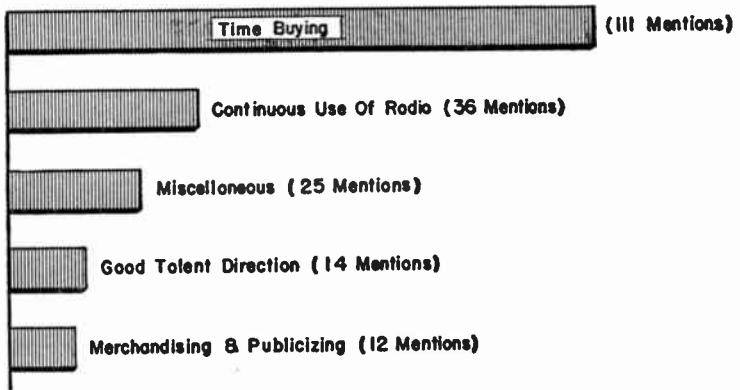 Time Buying (111 Mentions)
Continuous Use Of Rodio (36 Mentions)
Miscelloneous (25 Mentions)
Good Tolent Direction (14 Mentions)
Merchandising & Publicizing (12 Mentions)